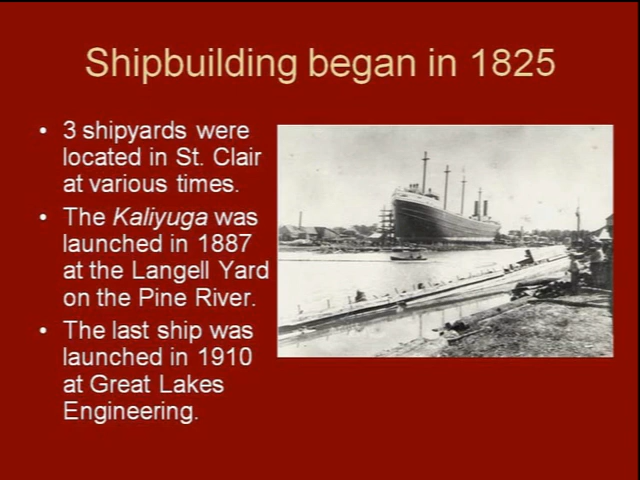 Shipbuilding began in 1825
• 3 shipyards were
located in St. Clair
at various times.
• The Kaliyuga was
launched in 1887
at the Langell Yard
on the Pine River.
• The last ship was
launched in 1910
at Great Lakes
Engineering.